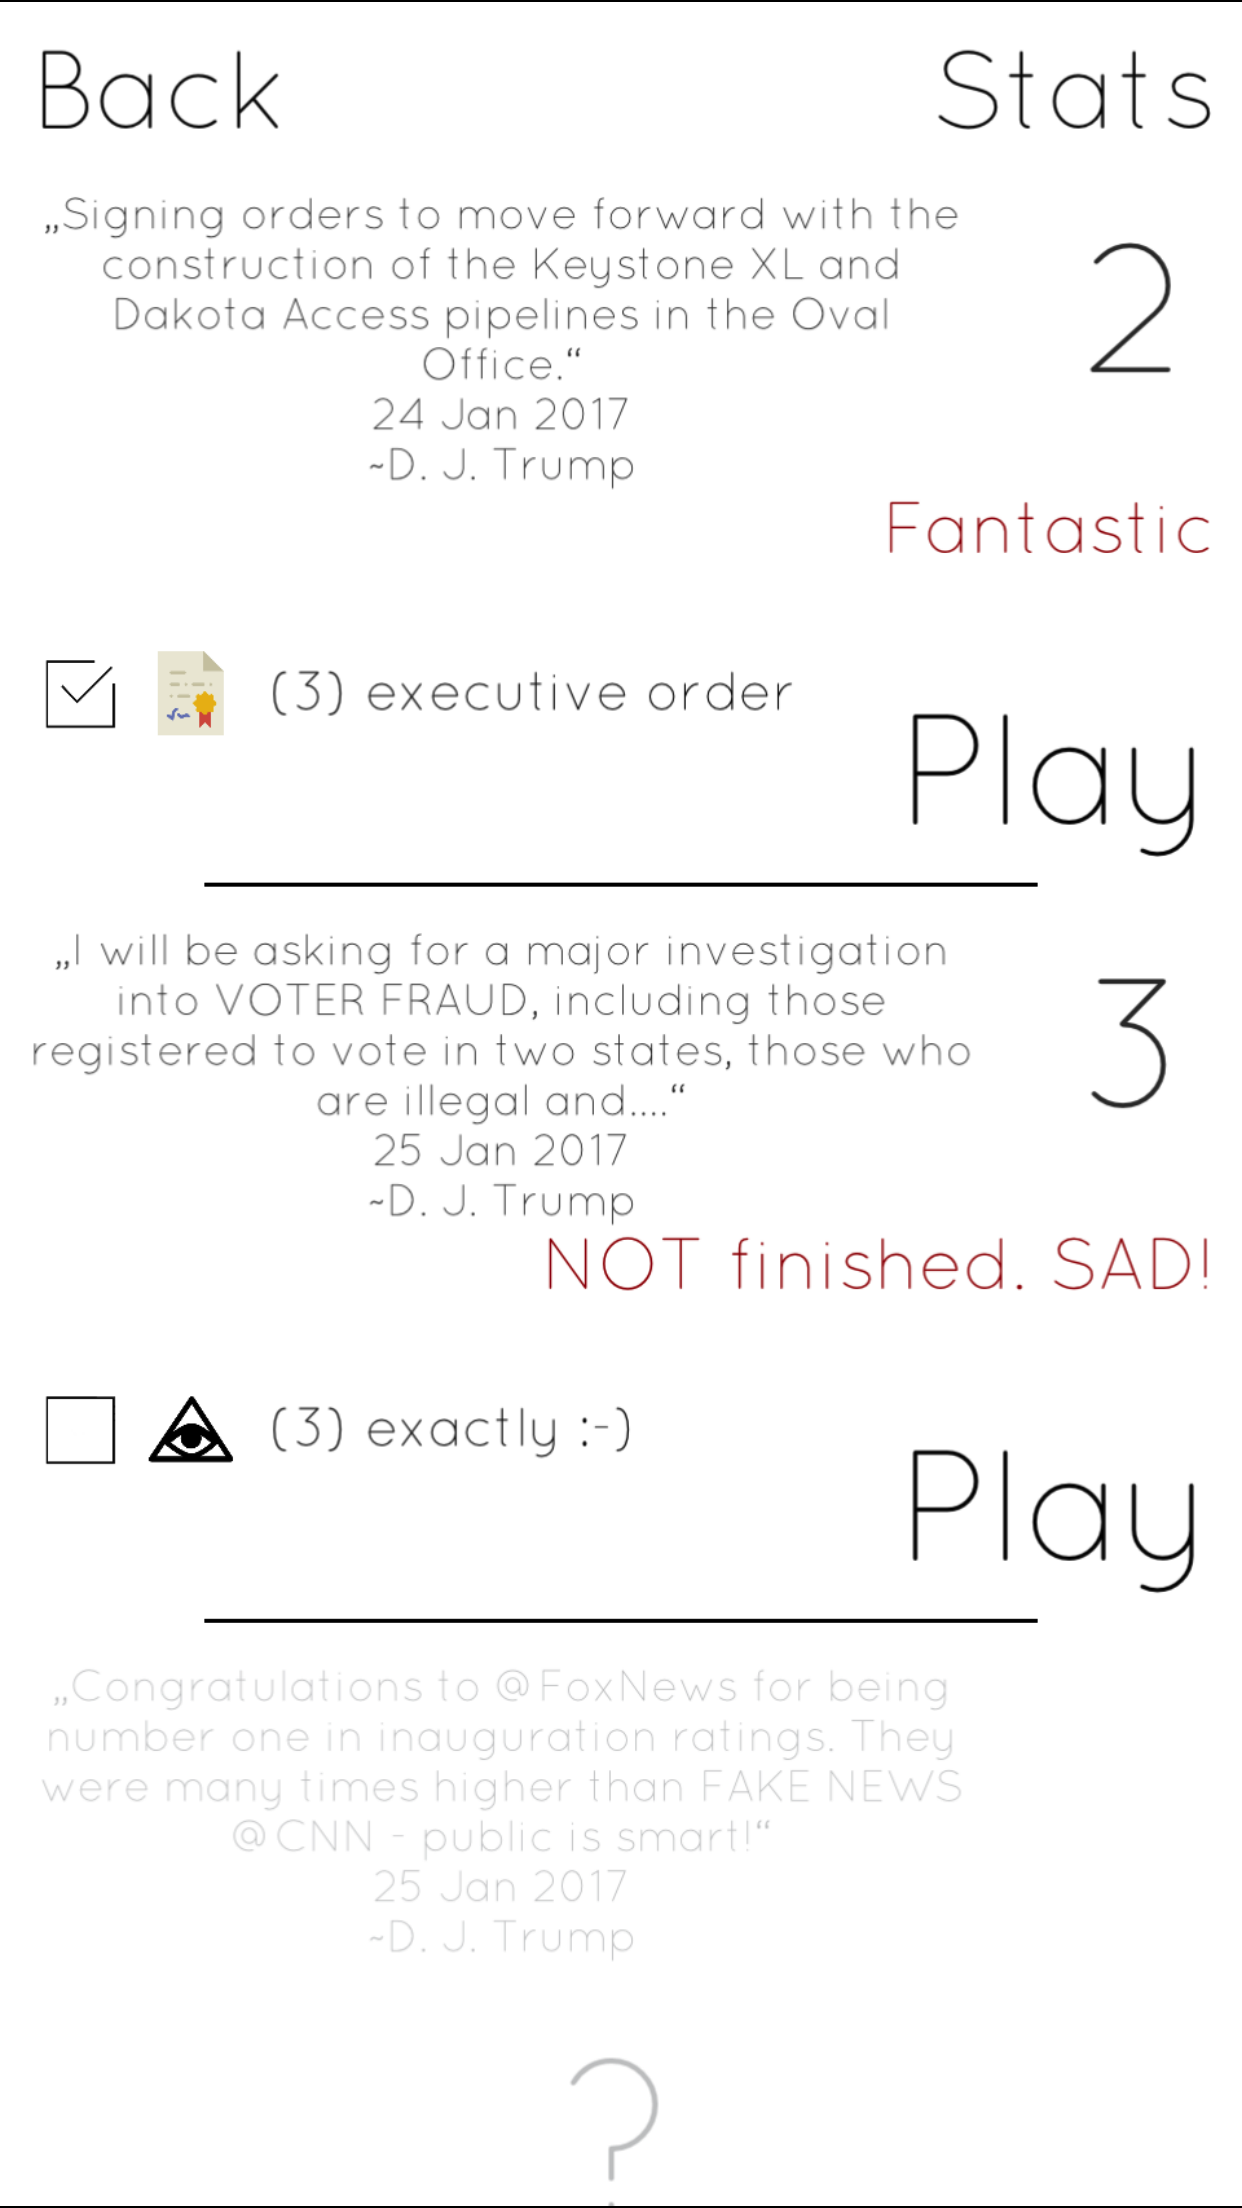 Back
Stats
„Signing orders to move forward with the
construction of the Keystone XL and
Dakota Access pipelines in the Oval
Office.“
24 Jan 2017
~D. J. Trump
2
Fantastic
(3) executive order
Play
„I will be asking for a major investigation
into VOTER FRAUD, including those
registered to vote in two states, those who
are illegal and....“
25 Jan 2017
~D. J. Trump
3
NOT finished. SAD!
(3) exactly :-)
Play
„Congratulations to @FoxNews for being
number one in inauguration ratings. They
were many times higher than FAKE NEWS
@CNN - public is smart!“
25 Jan 2017
~D. J. Trump
?